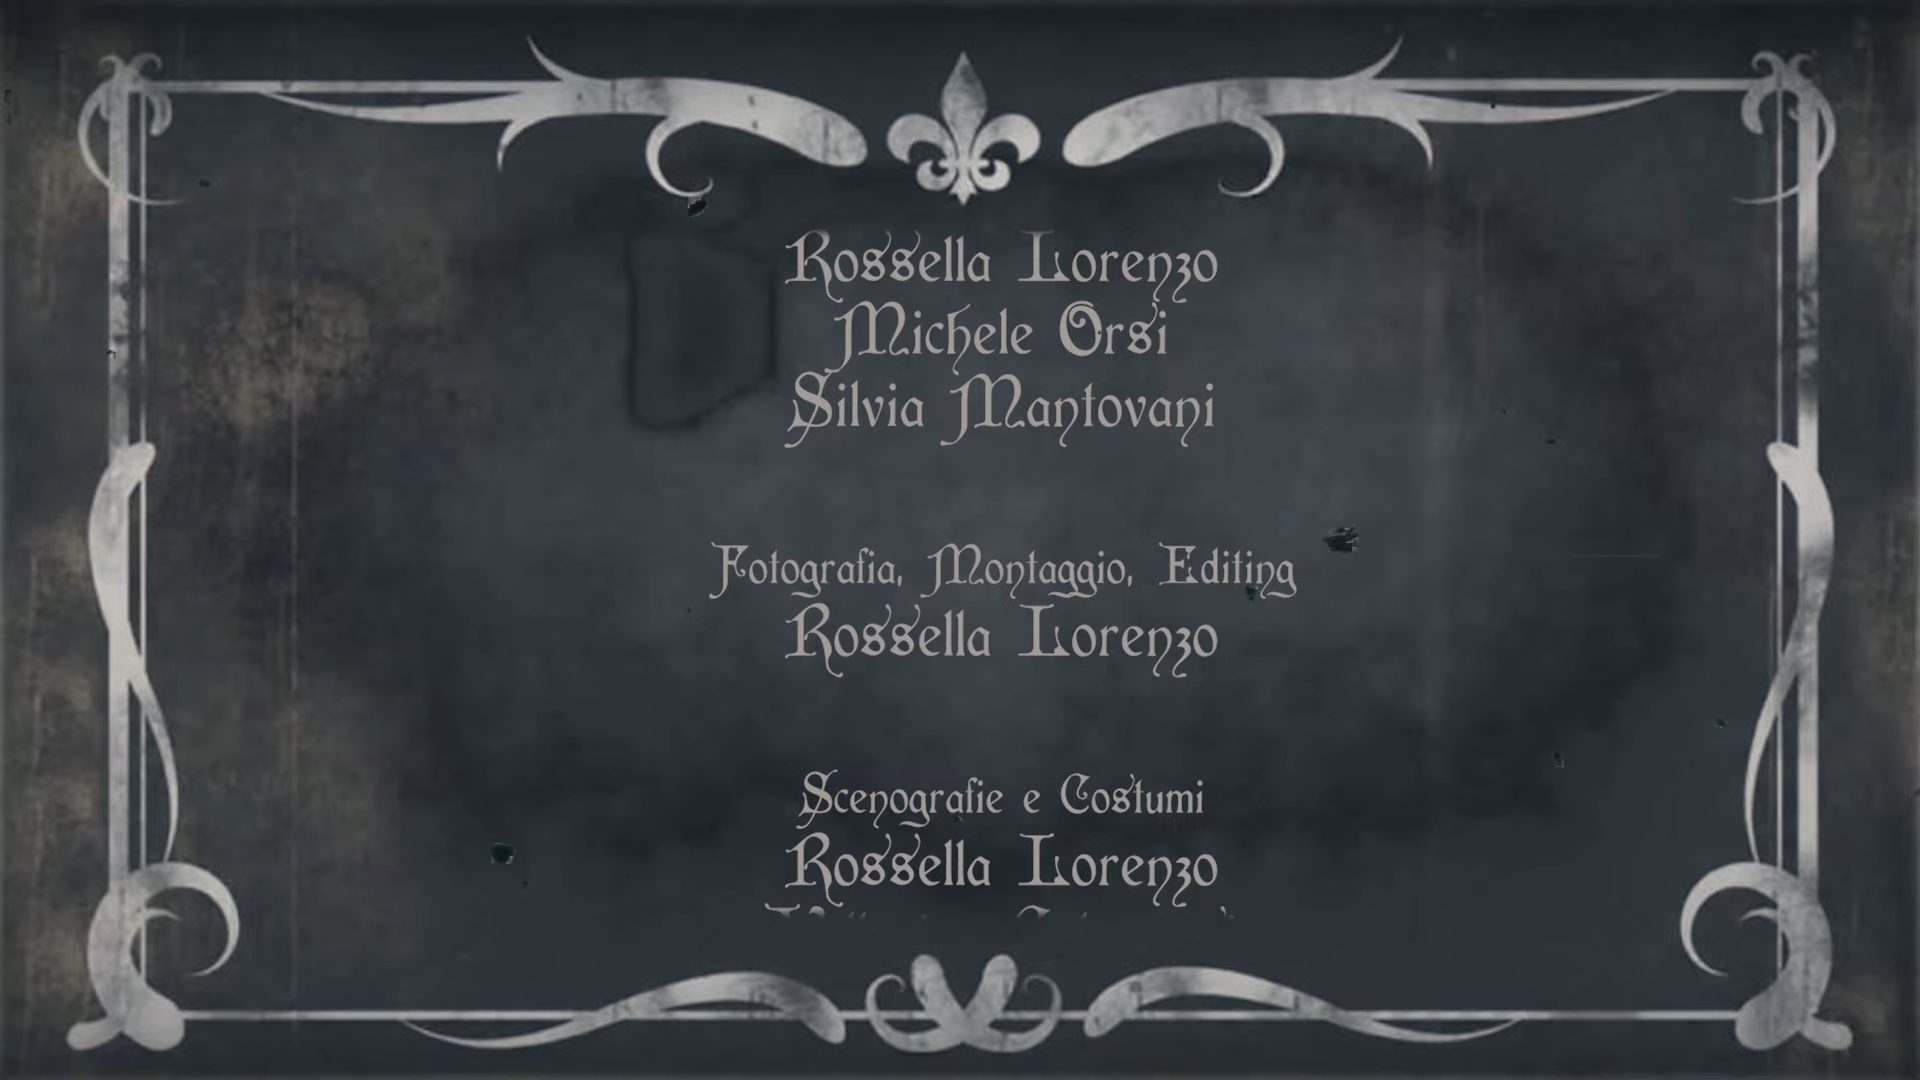 Rossella Lorenzo
Michele Orsi
Silvia Mantovani
Fotografia, Montaggio, Editing
Rossella Lorenzo
Scenografie e Costumi
Rossella Lorenzo